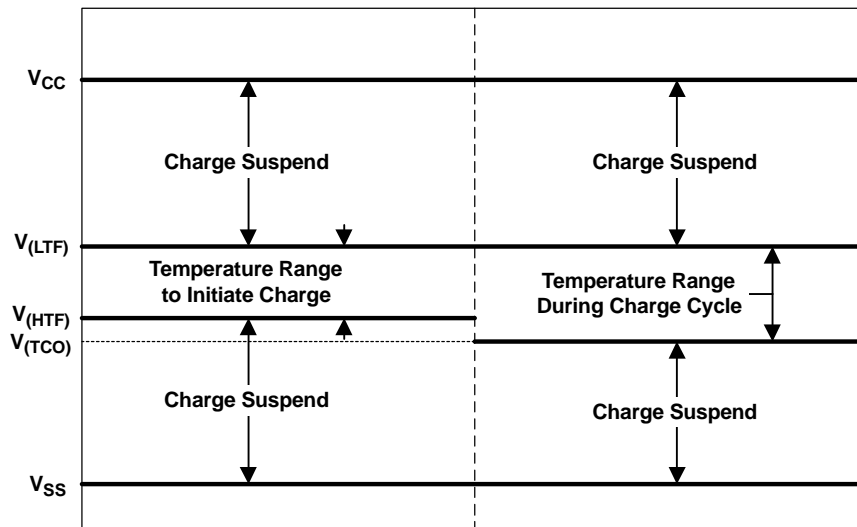 VCC
Charge Suspend
Charge Suspend
V(LTF)
Temperature Range
to Initiate Charge
Temperature Range
During Charge Cycle
V(HTF)
V(TCO)
Charge Suspend
Charge Suspend
VSS